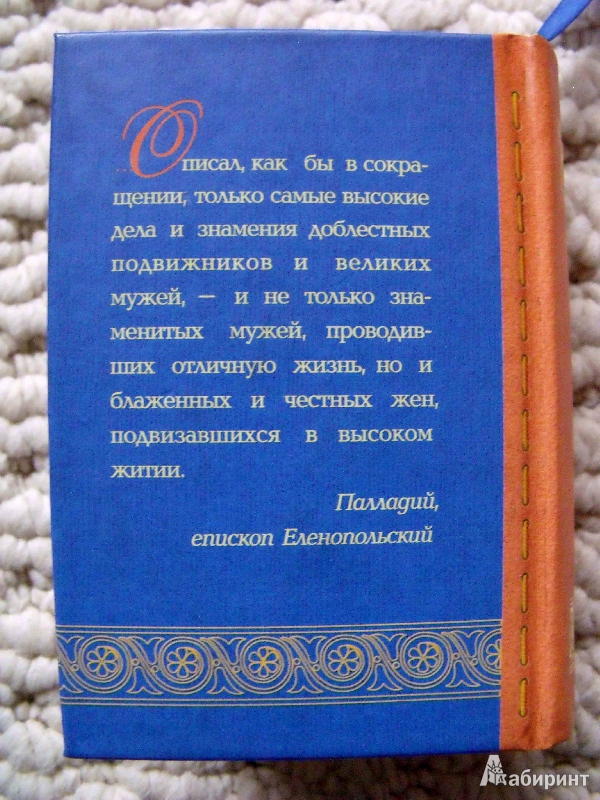 ...Описал, как бы в сокра-
щении, только самые высокие
дела и знамения доблестных
подвижников и великих
мужей, — и не только зна-
менитых мужей, проводив-
ших отличную жизнь, но и
блаженных и честных жен,
подвизавшихся в высоком
житии.
Палладий,
епископ Еленопольский
Лабиринт